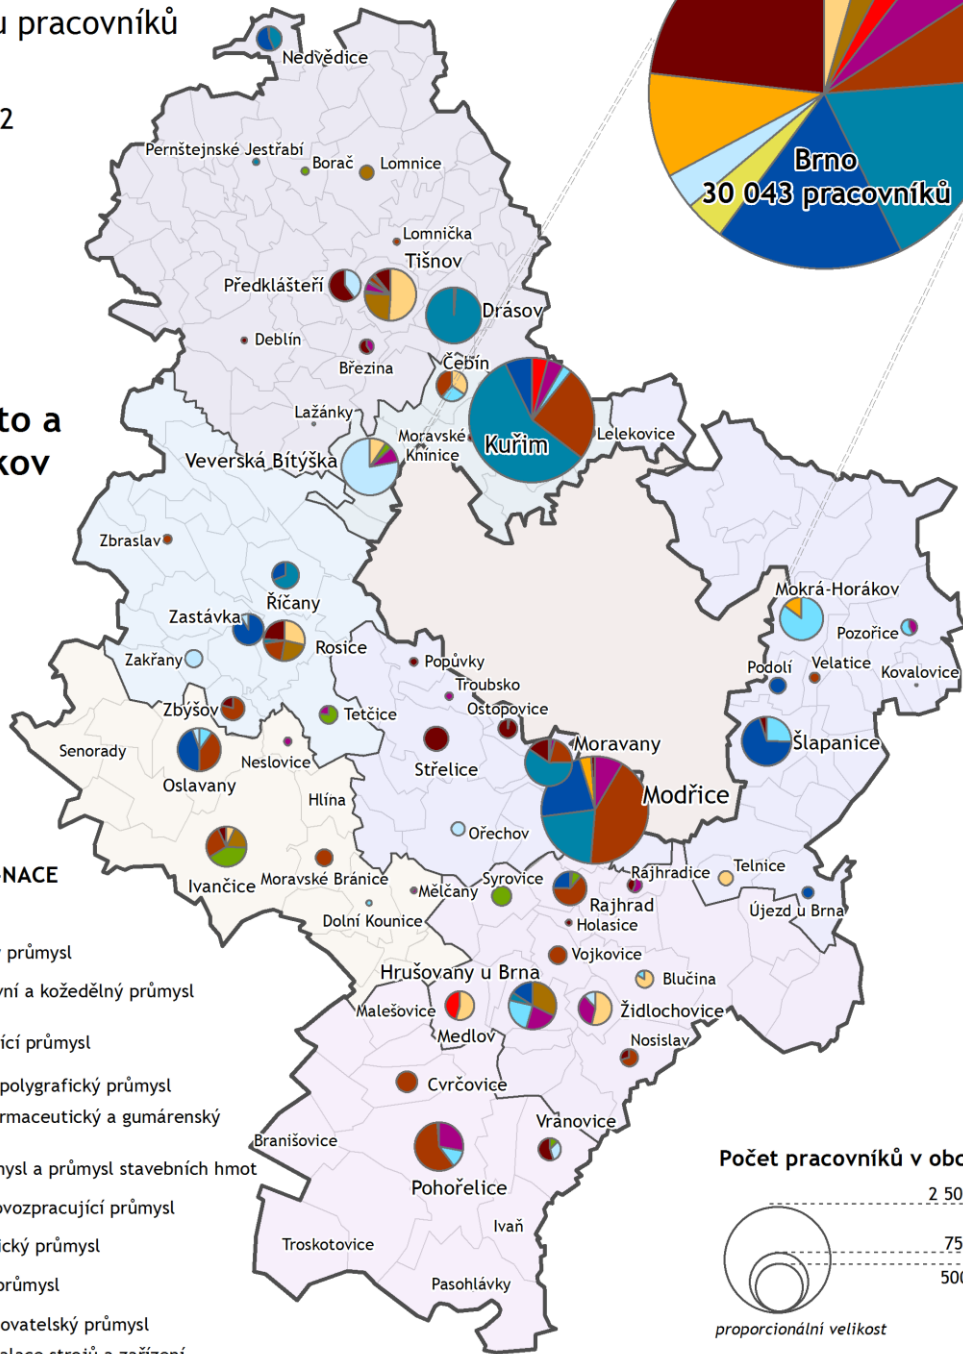 u pracovníků
2
to a
kov
Brno
30 043 pracovníků
Nedvědice
Pernštejnské Jestřabí
Borač
Lomnice
Lomnička
Tišnov
Předklášteří
Drásov
Deblín
Březina
Čebín
Lažánky
Moravské
Knínice
Kuřim
Lelekovice
Veverská Bítýška
Zbraslav
Říčany
Zastávka
Rosice
Zakřany
Zbýšov
Tetčice
Senorady
Oslavany
Neslovice
Hlína
Ivančice
Moravské Bránice
Dolní Kounice
Mělčany
Popůvky
Troubsko
Ostopovice
Střelice
Moravany
Modřice
Ořechov
Mokrá-Horákov
Pozořice
Podolí
Velatice
Kovalovice
Šlapanice
Telnice
Újezd u Brna
Syrovice
Rajhradice
Rajhrad
Holasice
Vojkovice
Hrušovany u Brna
Blučina
Malešovice
Medlov
Židlochovice
Nosislav
Cvrčovice
Branišovice
Vranovice
Pohořelice
Ivaň
Troskotovice
Pasohlávky
NACE
průmysl
vní a kožedělný průmysl
ící průmysl
polygrafický průmysl
rmaceutický a gumárenský
mysl a průmysl stavebních hmot
ovozpracující průmysl
ický průmysl
průmysl
ovatelský průmysl
Počet pracovníků v obc
2 50
75
500
proporcionální velikost